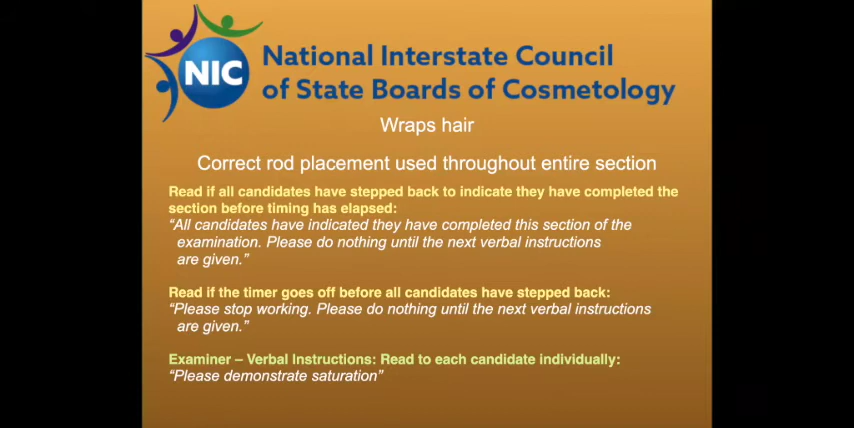 NIC
National Interstate Council
of State Boards of Cosmetology
Wraps hair
Correct rod placement used throughout entire section
Read if all candidates have stepped back to indicate they have completed the
section before timing has elapsed:
“All candidates have indicated they have completed this section of the
examination. Please do nothing until the next verbal instructions
are given.”
Read if the timer goes off before all candidates have stepped back:
“Please stop working. Please do nothing until the next verbal instructions
are given.”
Examiner – Verbal Instructions: Read to each candidate individually:
“Please demonstrate saturation”